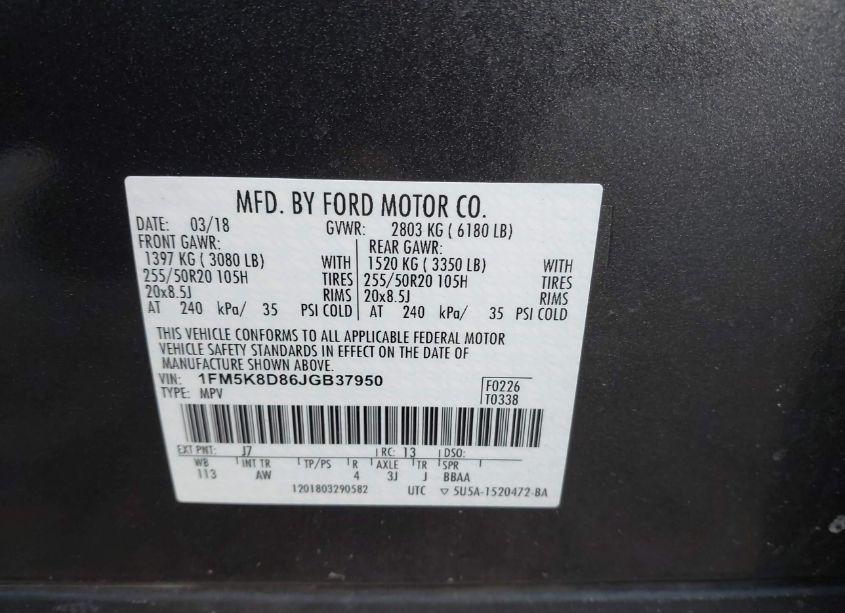 MFD. BY FORD MOTOR CO.
DATE: 03/18 GVWR: 2803 KG ( 6180 LB)
FRONT GAWR: REAR GAWR:
1397 KG ( 3080 LB) WITH 1520 KG ( 3350 LB) WITH
255/50R20 105H TIRES 255/50R20 105H TIRES
20x8.5J RIMS 20x8.5J RIMS
AT 240 kPa/ 35 PSI COLD AT 240 kPa/ 35 PSI COLD
THIS VEHICLE CONFORMS TO ALL APPLICABLE FEDERAL MOTOR
VEHICLE SAFETY STANDARDS IN EFFECT ON THE DATE OF
MANUFACTURE SHOWN ABOVE.
VIN: 1FM5K8D86JGB37950 F0226
TYPE: MPV T0338
EXT PNT: J7 RC: 13 DSO:
WB INT TR TP/PS R AXLE TR SPR
113 AW 4 3J J BBAA
1201803290582 UTC ▽ 5U5A-1520472-BA